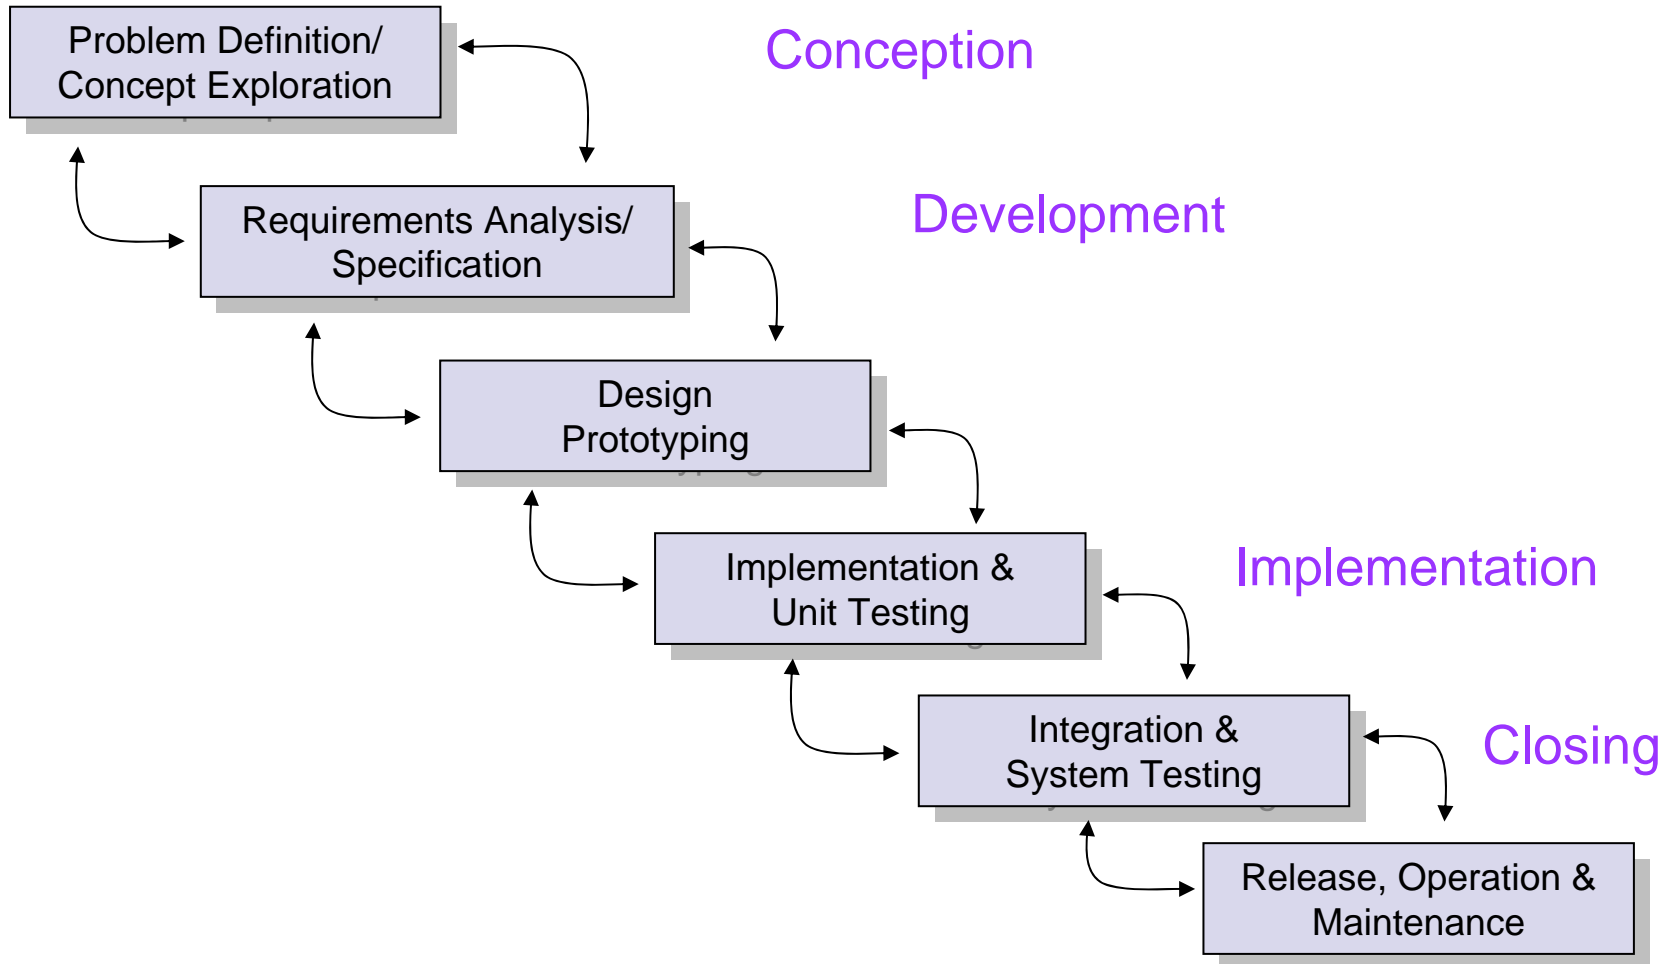 Problem Definition/
Concept Exploration
Conception
Requirements Analysis/
Specification
Development
Design
Prototyping
Implementation &
Unit Testing
Implementation
Integration &
System Testing
Closing
Release, Operation &
Maintenance